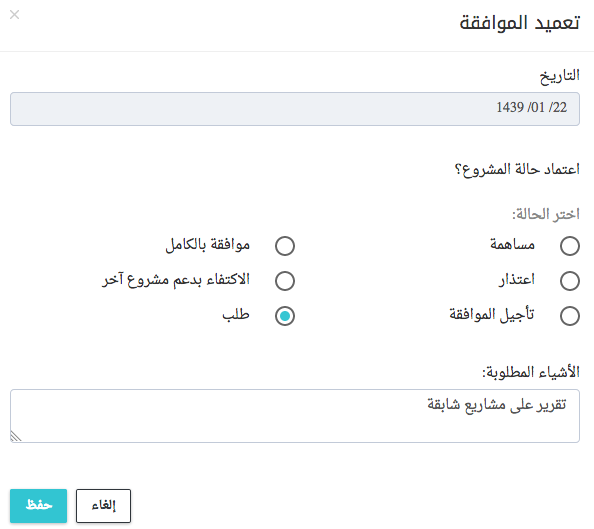 تعميد الموافقة
التاريخ
22/ 01/ 1439
اعتماد حالة المشروع؟
اختر الحالة:
مساهمة
موافقة بالكامل
اعتذار
الاكتفاء بدعم مشروع آخر
تأجيل الموافقة
طلب
الأشياء المطلوبة:
تقرير على مشاريع شابقة
إلغاء
حفظ